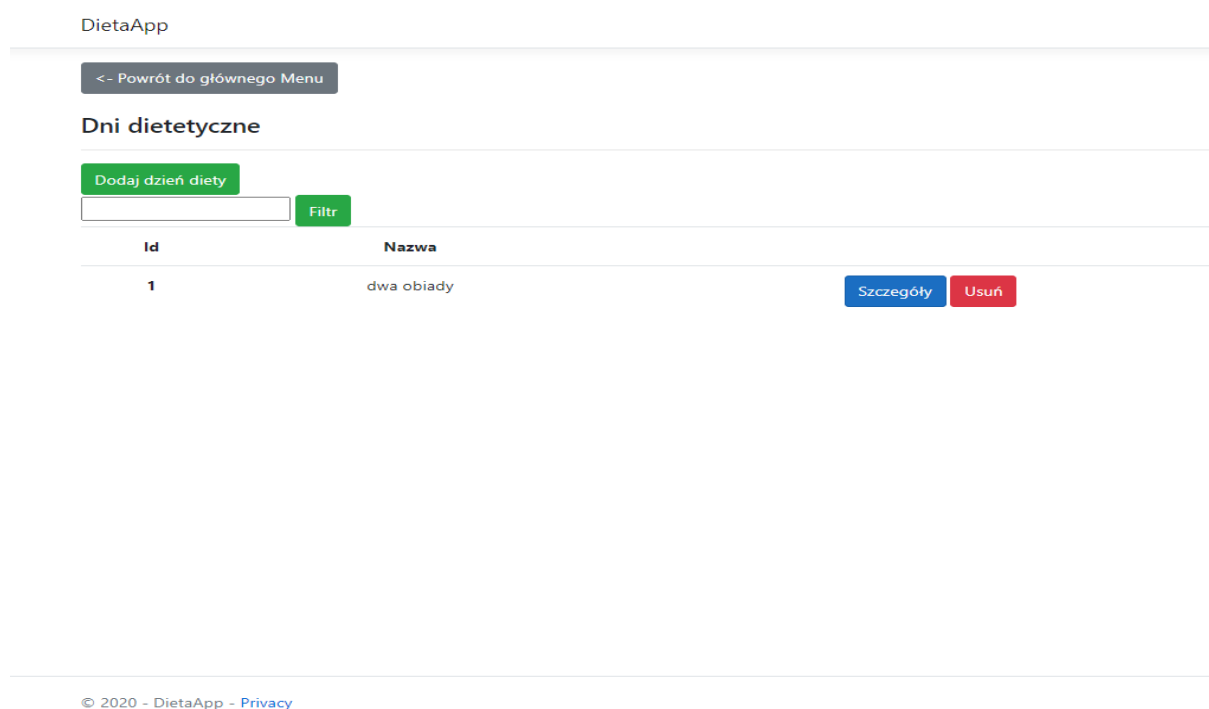 DietaApp
<- Powrót do głównego Menu
Dni dietetyczne
Dodaj dzień diety
Filtr
Id Nazwa
1 dwa obiady Szczegóły Usuń
© 2020 - DietaApp - Privacy